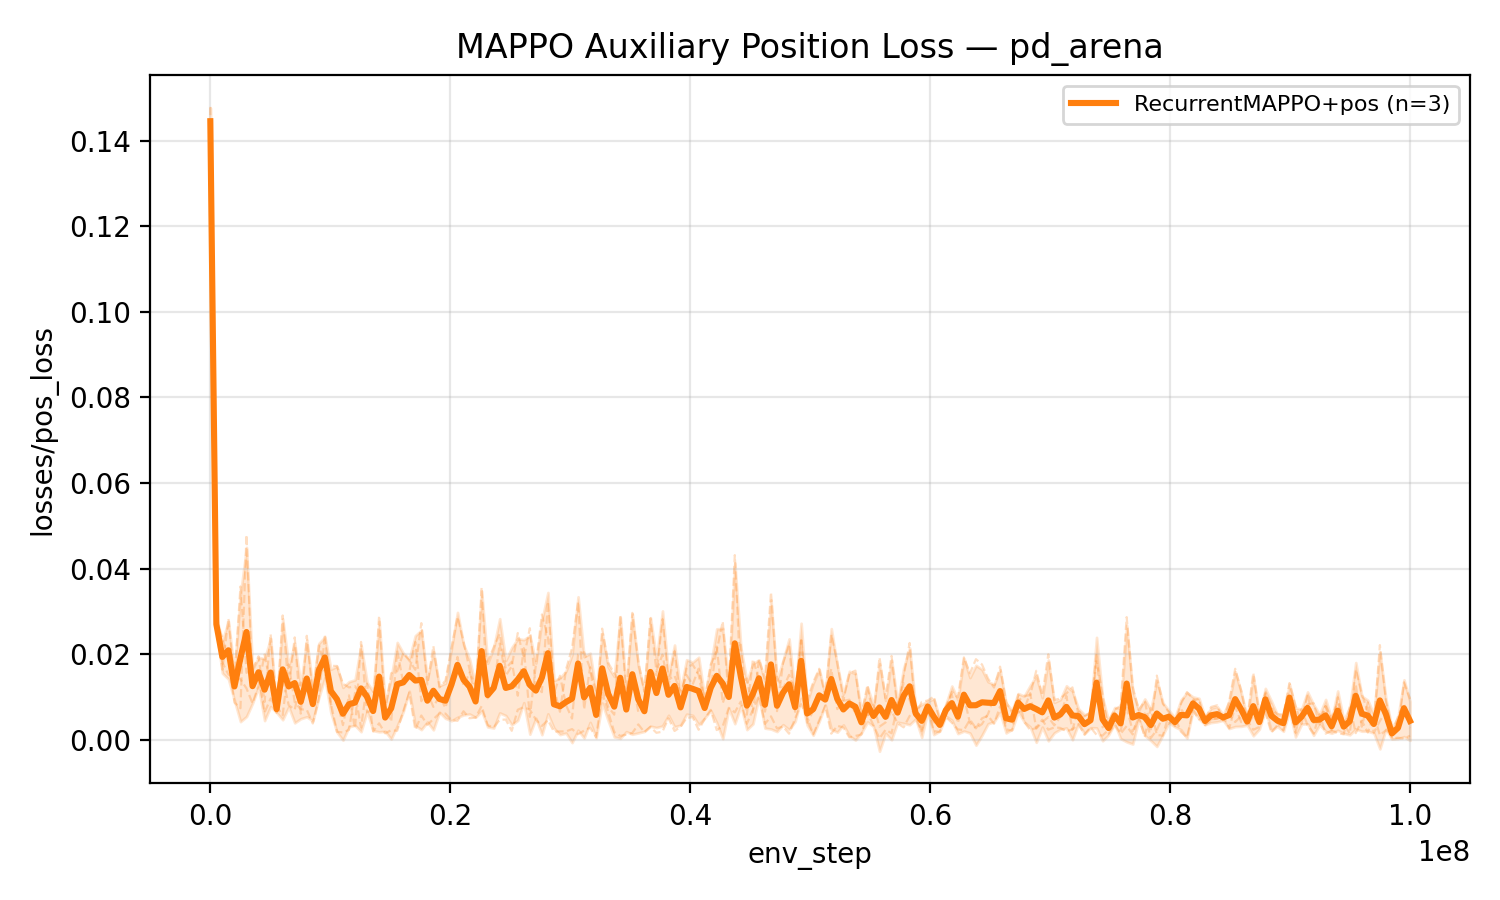 MAPPO Auxiliary Position Loss — pd_arena
RecurrentMAPPO+pos (n=3)
losses/pos_loss
0.14
0.12
0.10
0.08
0.06
0.04
0.02
0.00
0.0 0.2 0.4 0.6 0.8 1.0
1e8
env_step